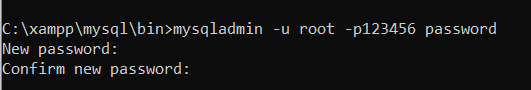 C:\xampp\mysql\bin>mysqladmin -u root -p123456 password
New password:
Confirm new password: